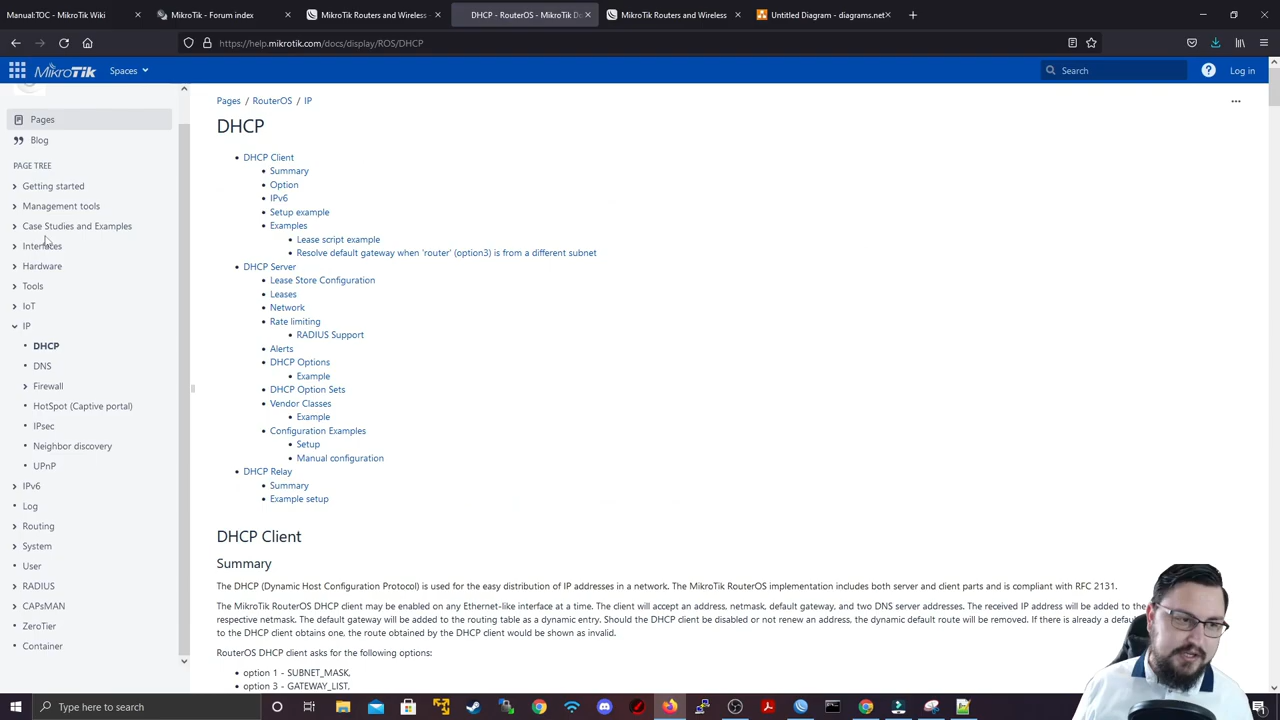 Manual:TOC - MikroTik Wiki
MikroTik - Forum index
MikroTik Routers and Wireless -
DHCP - RouterOS - MikroTik Do
MikroTik Routers and Wireless
Untitled Diagram - diagrams.net
https://help.mikrotik.com/docs/display/ROS/DHCP
MikroTik
Spaces
Search
Log in
Pages
Blog
PAGE TREE
Getting started
Management tools
Case Studies and Examples
Interfaces
Hardware
Tools
IoT
IP
DHCP
DNS
Firewall
HotSpot (Captive portal)
IPsec
Neighbor discovery
UPnP
IPv6
Log
Routing
System
User
RADIUS
CAPsMAN
ZeroTier
Container
Pages / RouterOS / IP
DHCP
DHCP Client
Summary
Option
IPv6
Setup example
Examples
Lease script example
Resolve default gateway when 'router' (option3) is from a different subnet
DHCP Server
Lease Store Configuration
Leases
Network
Rate limiting
RADIUS Support
Alerts
DHCP Options
Example
DHCP Option Sets
Vendor Classes
Example
Configuration Examples
Setup
Manual configuration
DHCP Relay
Summary
Example setup
DHCP Client
Summary
The DHCP (Dynamic Host Configuration Protocol) is used for the easy distribution of IP addresses in a network. The MikroTik RouterOS implementation includes both server and client parts and is compliant with RFC 2131.
The MikroTik RouterOS DHCP client may be enabled on any Ethernet-like interface at a time. The client will accept an address, netmask, default gateway, and two DNS server addresses. The received IP address will be added to the
respective netmask. The default gateway will be added to the routing table as a dynamic entry. Should the DHCP client be disabled or not renew an address, the dynamic default route will be removed. If there is already a defau
to the DHCP client obtains one, the route obtained by the DHCP client would be shown as invalid.
RouterOS DHCP client asks for the following options:
option 1 - SUBNET_MASK,
option 3 - GATEWAY_LIST,
Type here to search